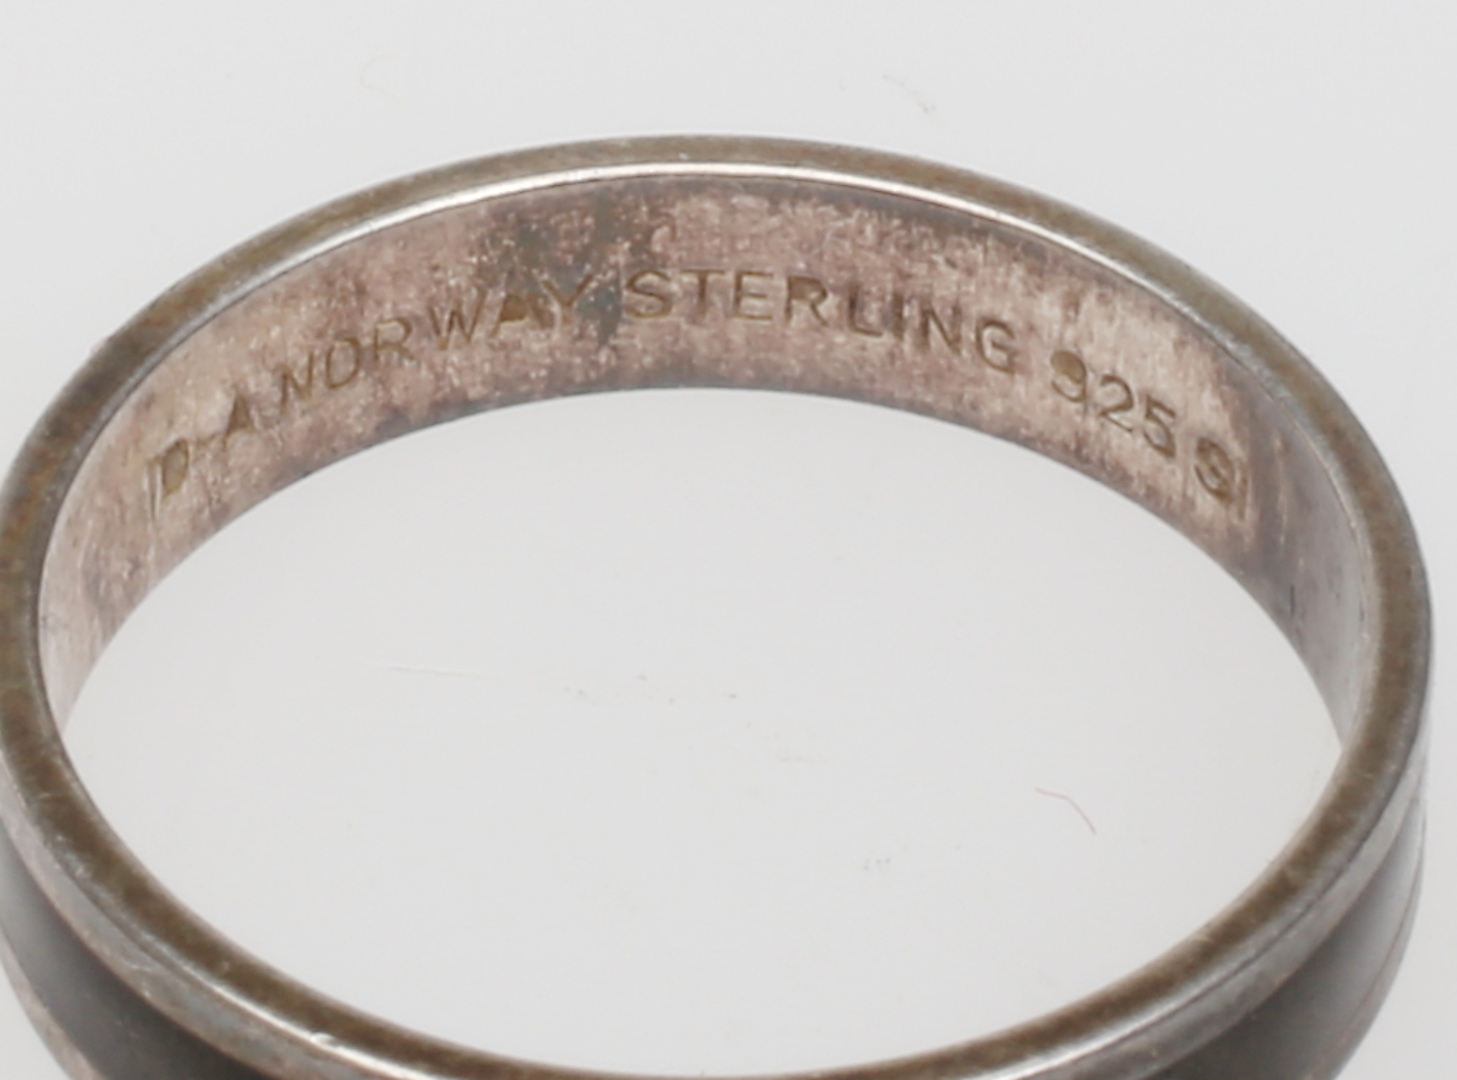 D-A NORWAY STERLING 925 S